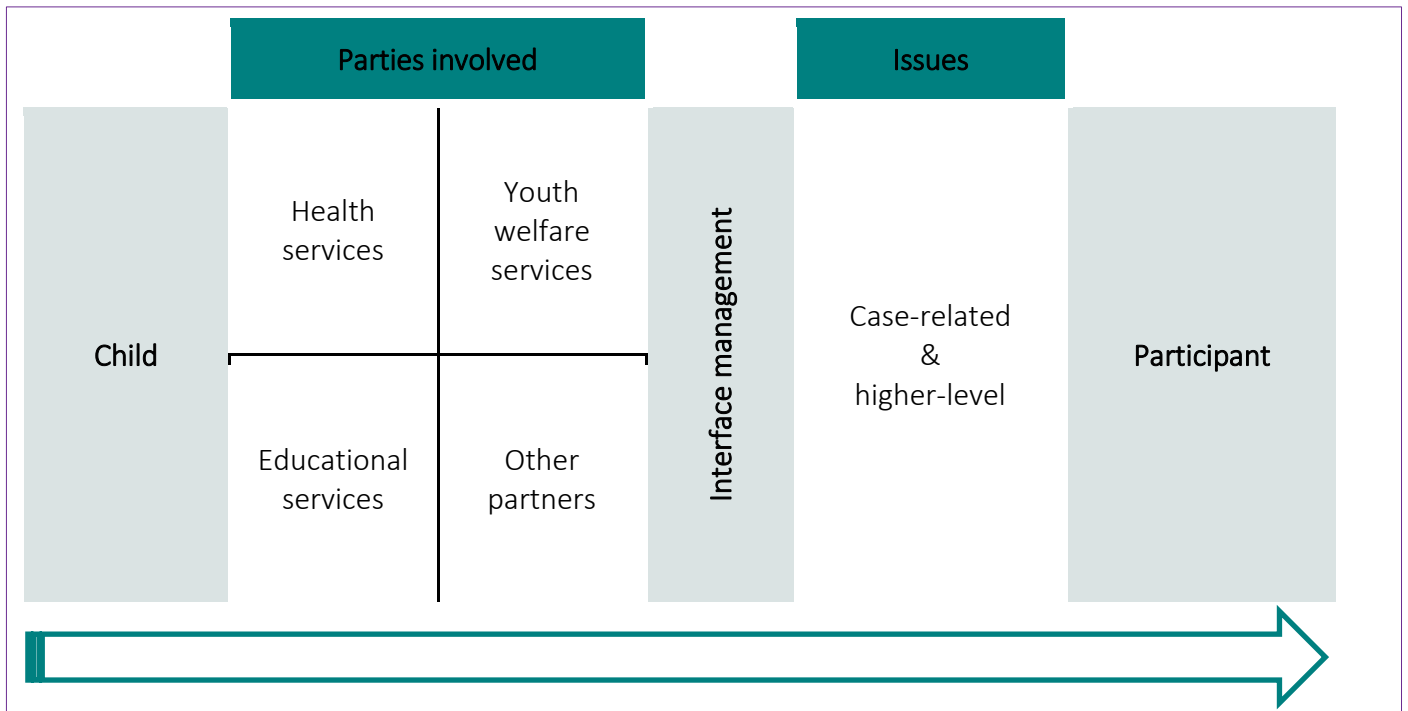 Parties involved
Issues
Child
Health
services
Youth
welfare
services
Educational
services
Other
partners
Interface management
Case-related
&
higher-level
Participant